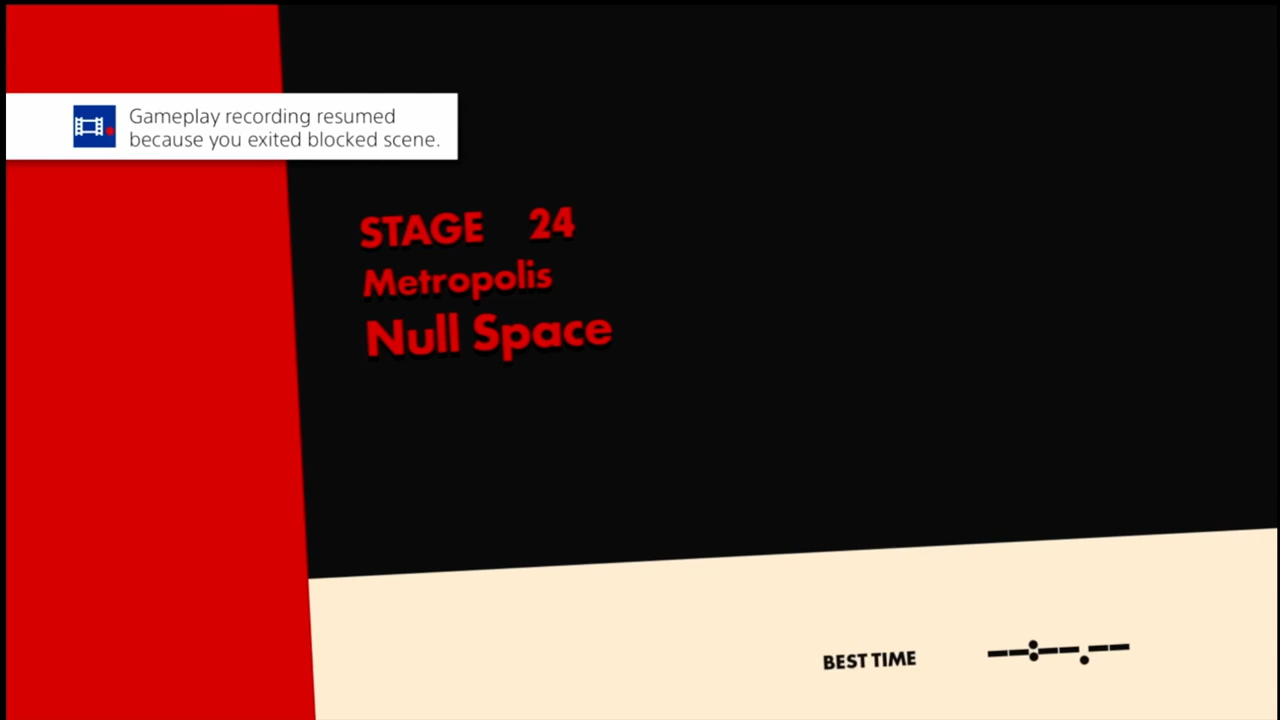 Gameplay recording resumed
because you exited blocked scene.
STAGE 24
Metropolis
Null Space
BEST TIME --:--.--